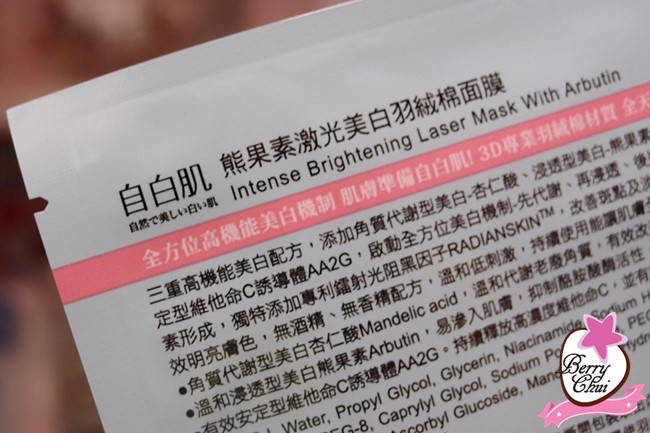 自白肌 熊果素激光美白羽絨棉面膜
自然で美しい白い肌 Intense Brightening Laser Mask With Arbutin
全方位高機能美白機制 肌膚準備自白肌! 3D專業羽絨棉材質 全天
三重高機能美白配方，添加角質代謝型美白-杏仁酸、浸透型美白-熊果素
定型維他命C誘導體AA2G，啟動全方位美白機制-先代謝、再浸透、後
素形成，獨特添加專利鐳射光阻黑因子RADIANSKIN™，改善斑點及
效明亮膚色，無酒精、無香精配方，溫和低刺激，持續使用能讓肌膚
●角質代謝型美白杏仁酸Mandelic acid，溫和代謝老廢角質，有效改
●溫和浸透型美白熊果素Arbutin，易滲入肌膚，抑制酪胺酸酶活性
●有效安定型維他命C誘導體AA2G。持續釋放高濃度維他命C，並有
Water, Propyl Glycol, Glycerin, Niacinamide, Sodium H
PEG-8, Caprylyl Glycol, Sodium Po PEG
Ascorbyl Glucoside, Man
Berry
Chui